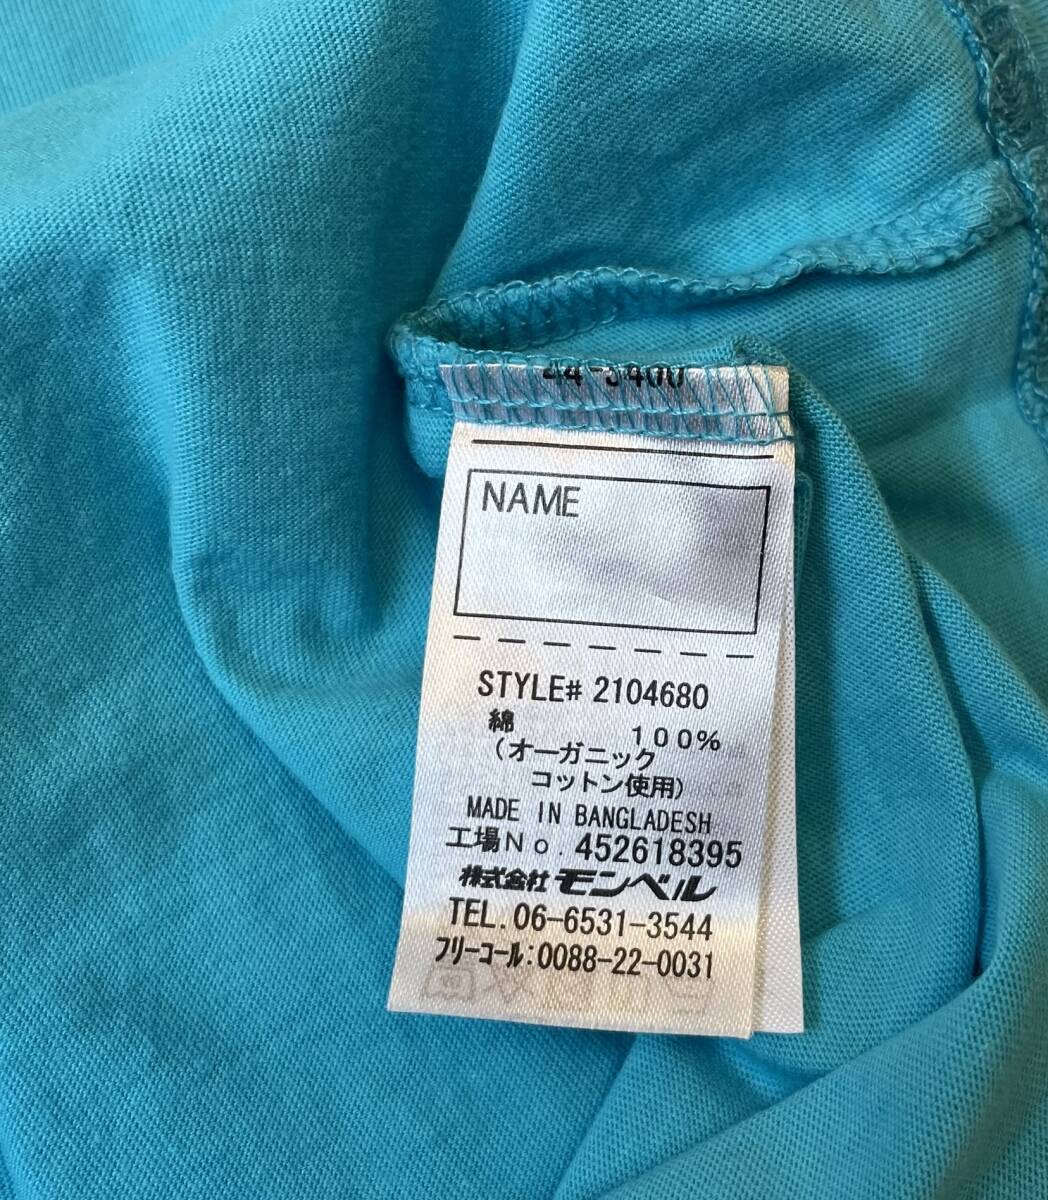 NAME
STYLE# 2104680
綿 100%
(オーガニック
コットン使用)
MADE IN BANGLADESH
工場No. 452618395
株式会社 モンベル
TEL. 06-6531-3544
フリーコール:0088-22-0031